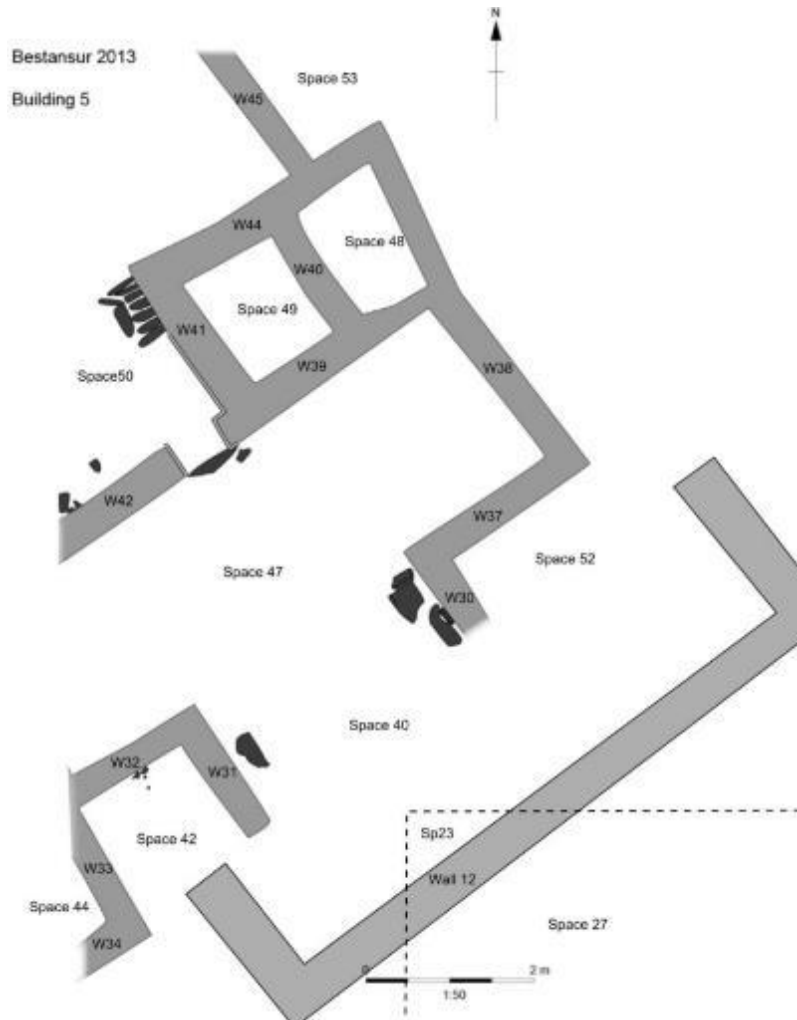 N
Bestansur 2013
Space 53
Building 5
W45
W44
Space 48
W40
Space 49
W41
W39
W38
Space50
W42
W37
Space 52
Space 47
W30
Space 40
W32
W31
Sp23
Space 42
W33
Wall 12
Space 44
Space 27
W34
0
2 m
1:50